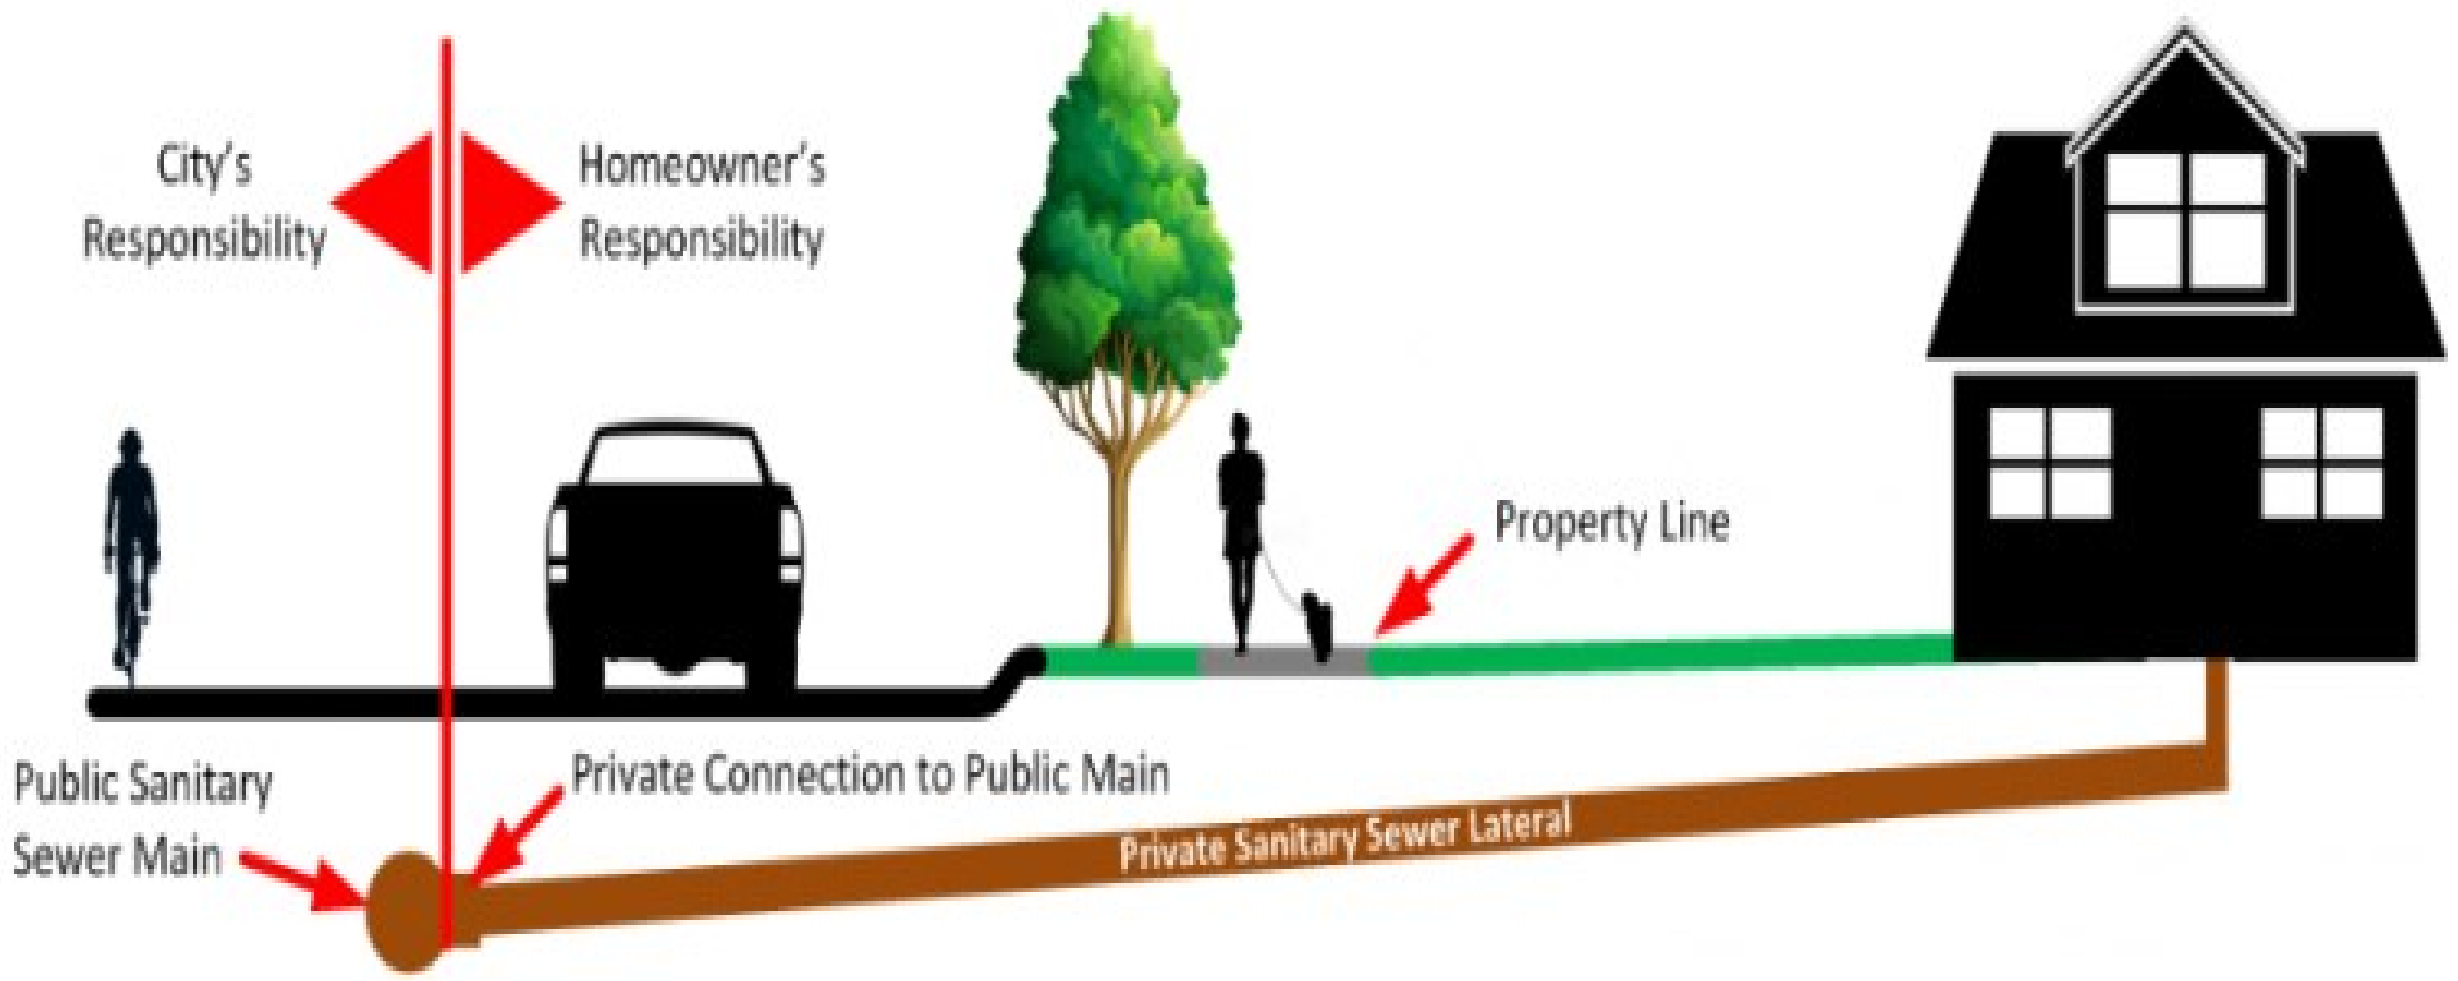 City's
Responsibility
Homeowner's
Responsibility
Property Line
Public Sanitary
Sewer Main
Private Connection to Public Main
Private Sanitary Sewer Lateral